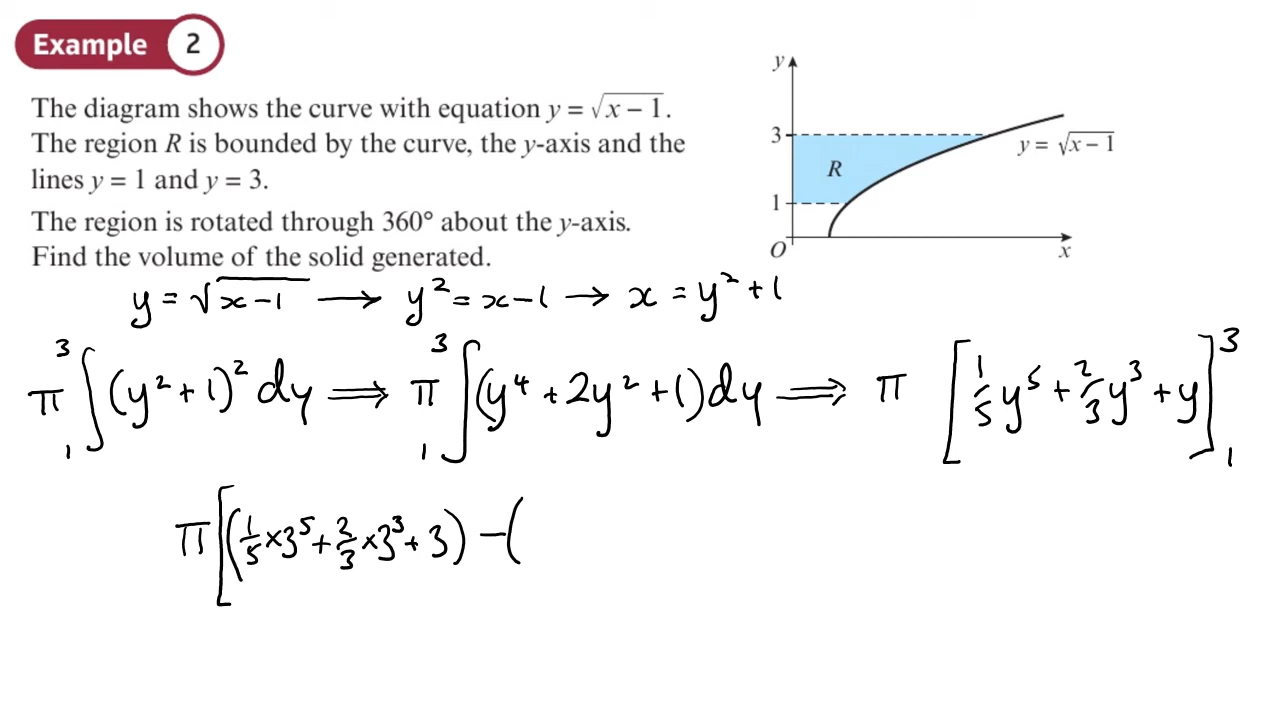 Example 2
The diagram shows the curve with equation y = √(x − 1).
The region R is bounded by the curve, the y-axis and the
lines y = 1 and y = 3.
The region is rotated through 360° about the y-axis.
Find the volume of the solid generated.
y
3
R
y = √(x − 1)
1
O
x
y = √(x−1) → y² = x−1 → x = y² + 1
π ∫₁³ (y² + 1)² dy ⟹ π ∫₁³ (y⁴ + 2y² + 1) dy ⟹ π [1/5 y⁵ + 2/3 y³ + y]₁³
π [(1/5 × 3⁵ + 2/3 × 3³ + 3) − (